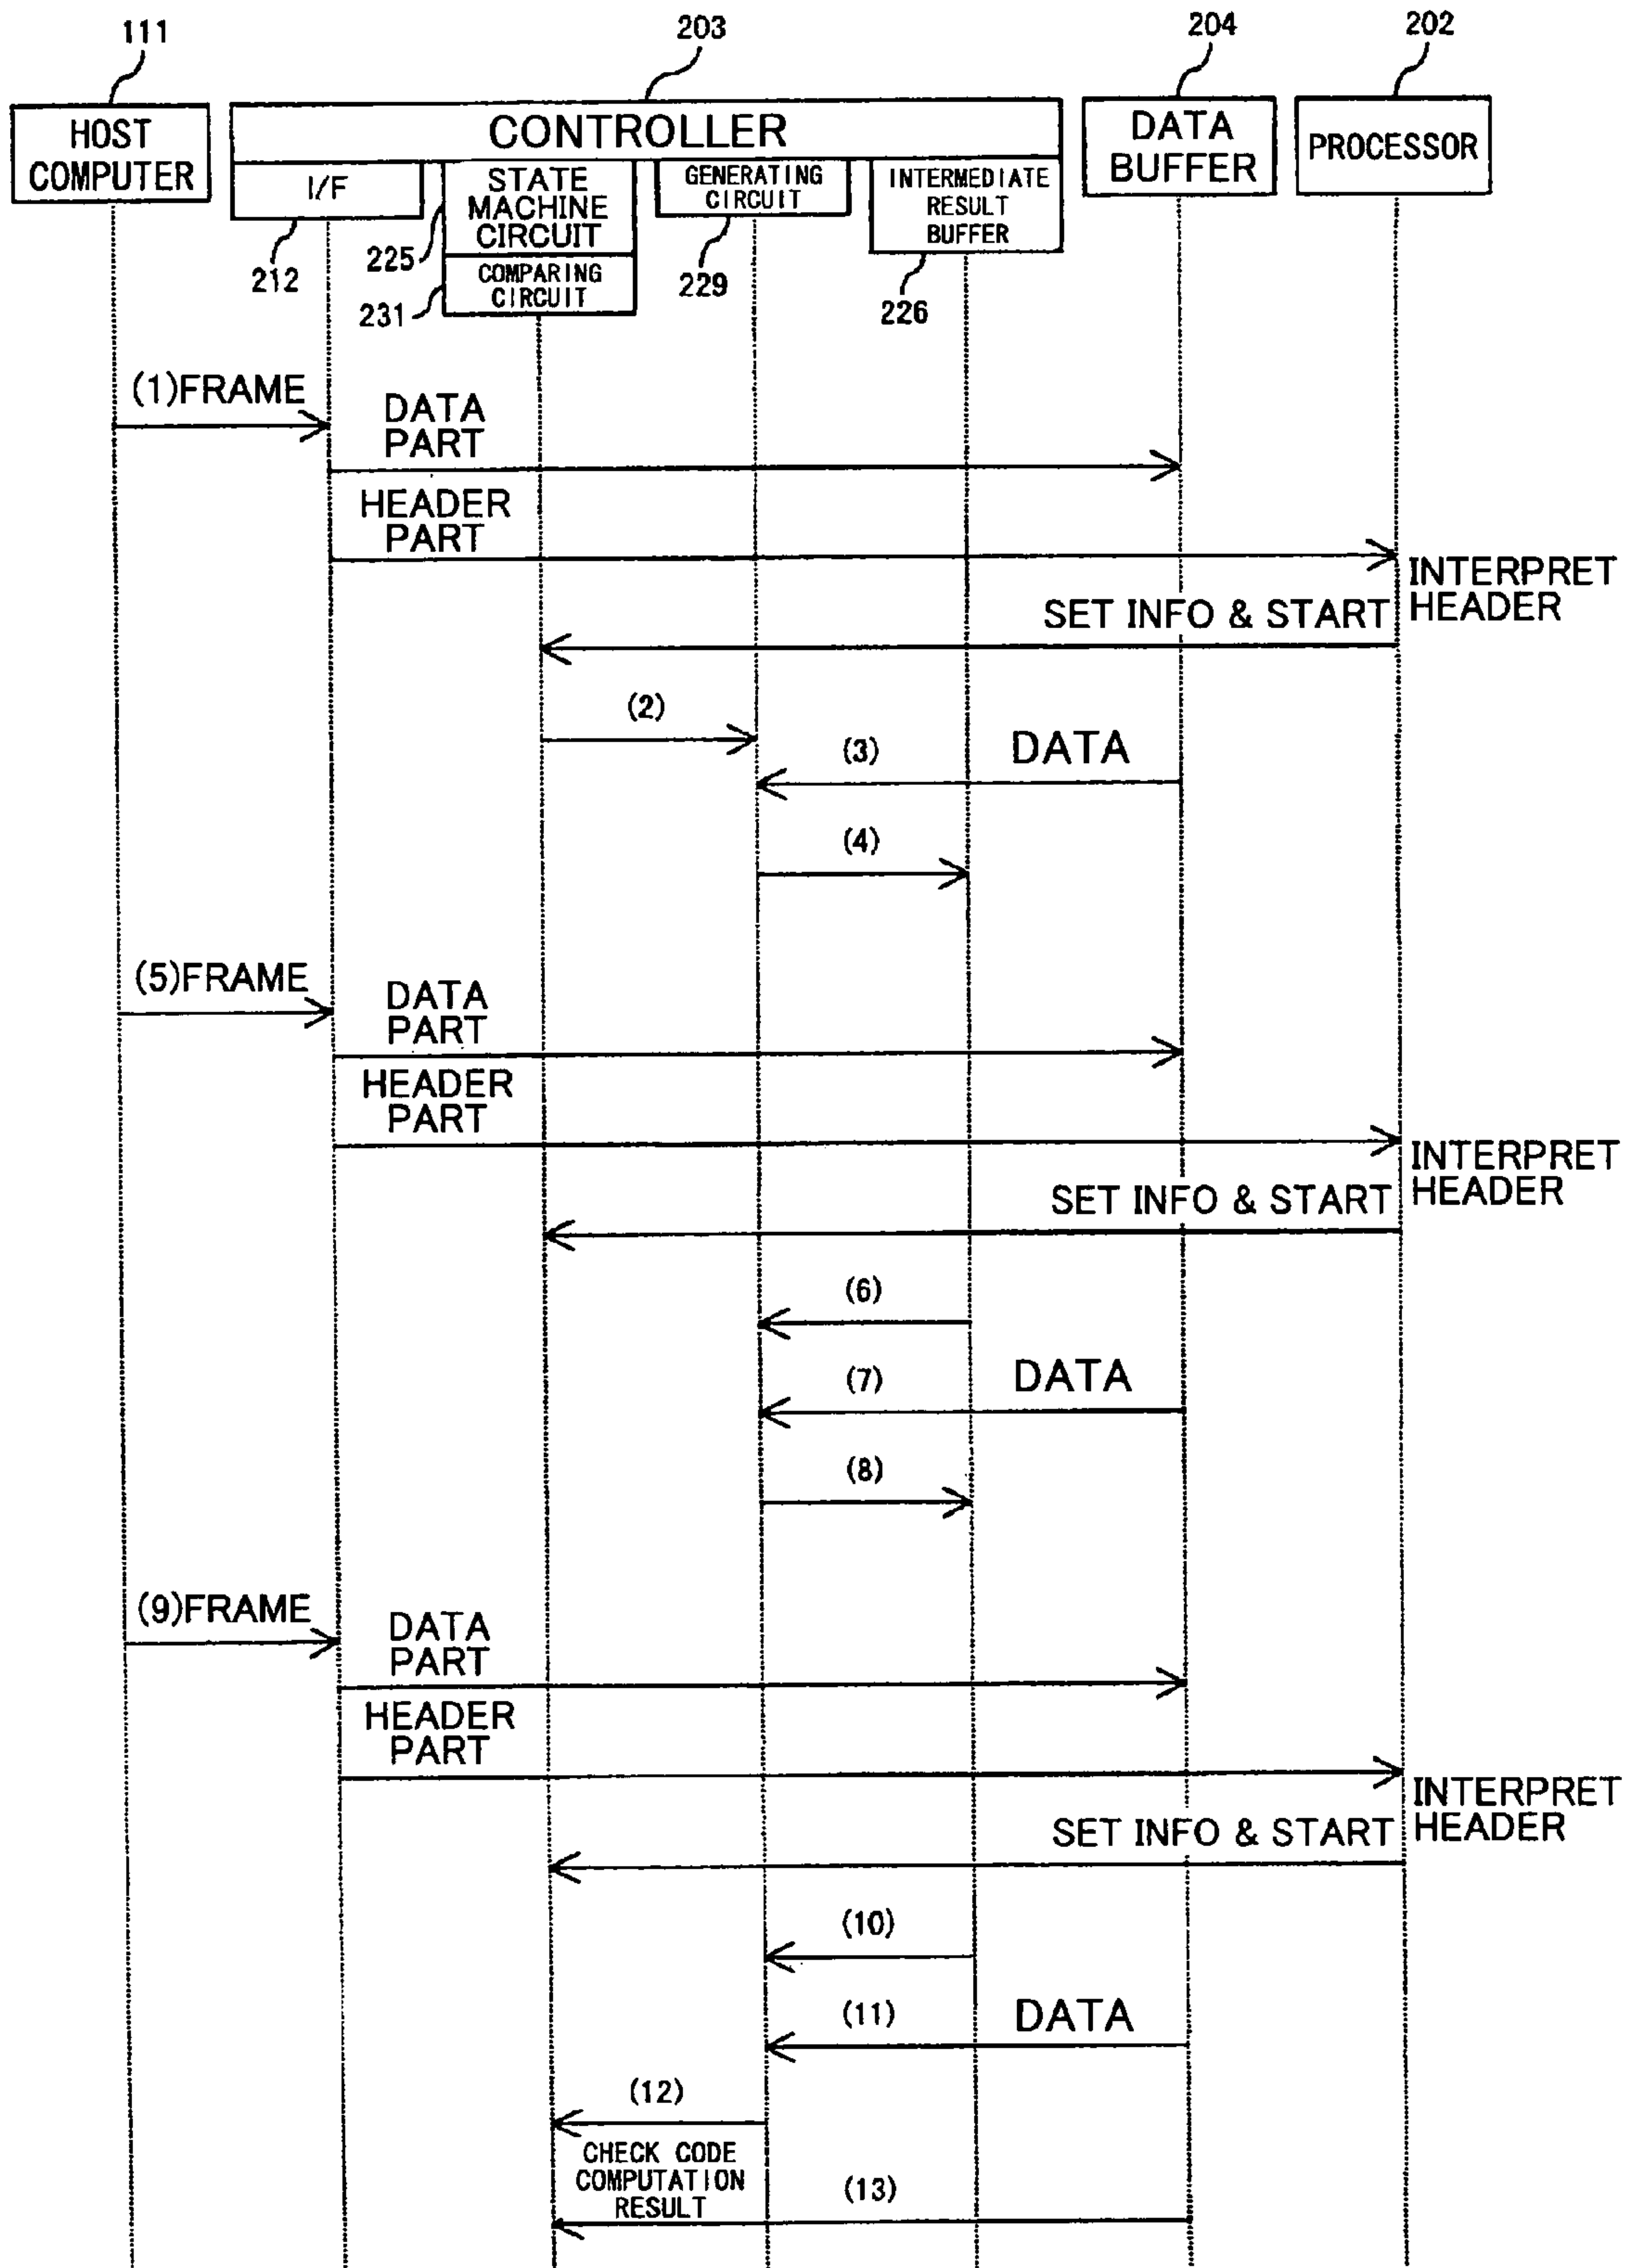 111
203
204
202
HOST
COMPUTER
CONTROLLER
DATA
BUFFER
PROCESSOR
I/F
STATE
MACHINE
CIRCUIT
GENERATING
CIRCUIT
INTERMEDIATE
RESULT
BUFFER
212
225
COMPARING
CIRCUIT
231
229
226
(1)FRAME
DATA
PART
HEADER
PART
INTERPRET
HEADER
SET INFO & START
(2)
(3)
DATA
(4)
(5)FRAME
DATA
PART
HEADER
PART
INTERPRET
HEADER
SET INFO & START
(6)
(7)
DATA
(8)
(9)FRAME
DATA
PART
HEADER
PART
INTERPRET
HEADER
SET INFO & START
(10)
(11)
DATA
(12)
CHECK CODE
COMPUTATION
RESULT
(13)